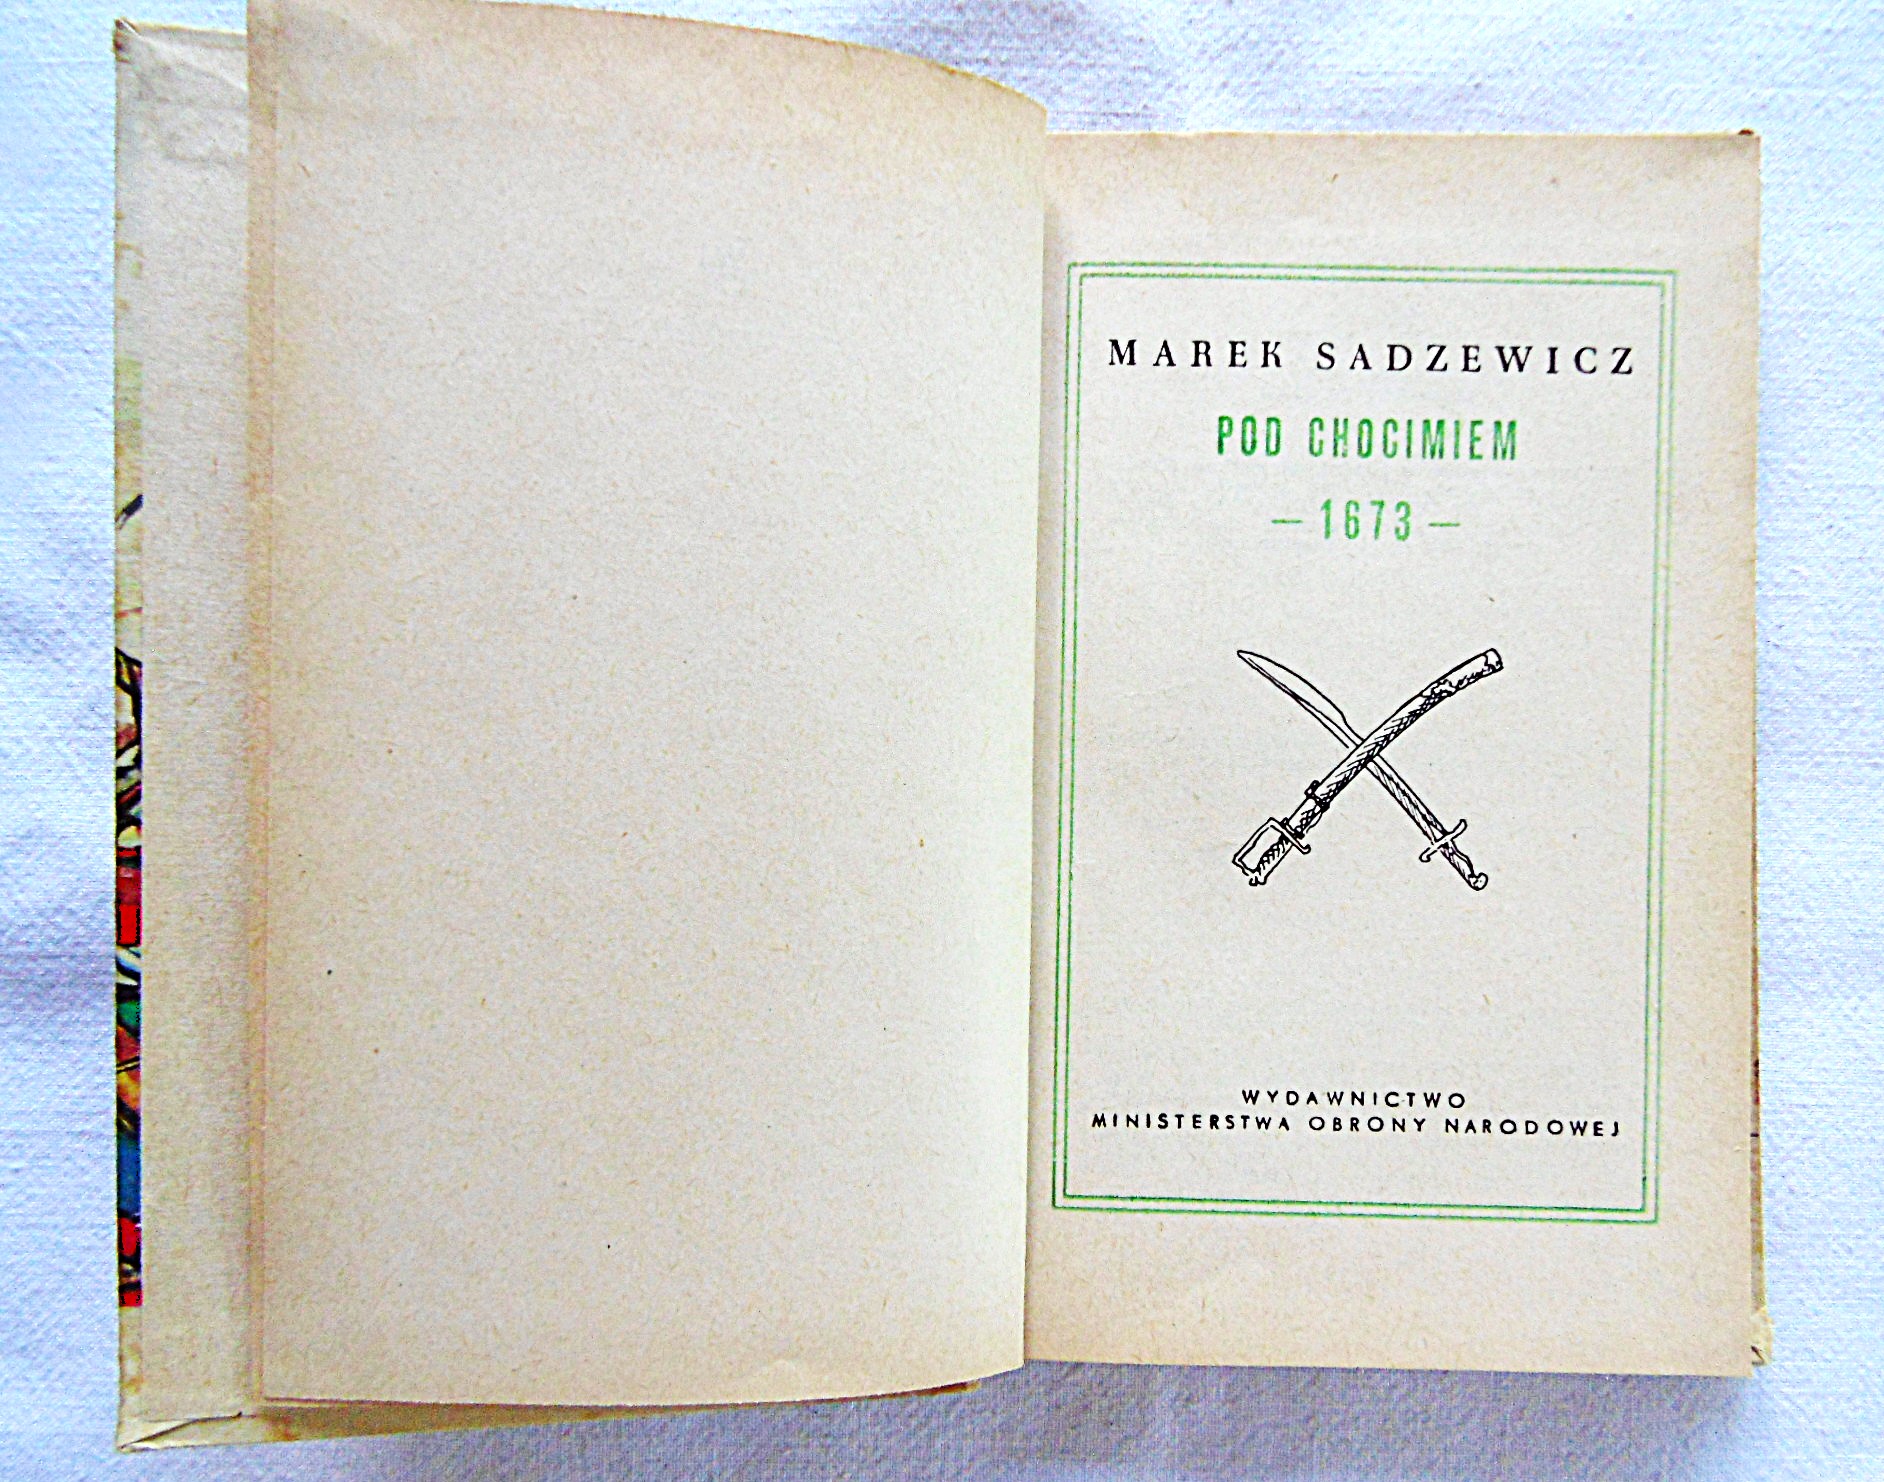 MAREK SADZEWICZ
POD CHOCIMIEM
— 1673 —
WYDAWNICTWO
MINISTERSTWA OBRONY NARODOWEJ